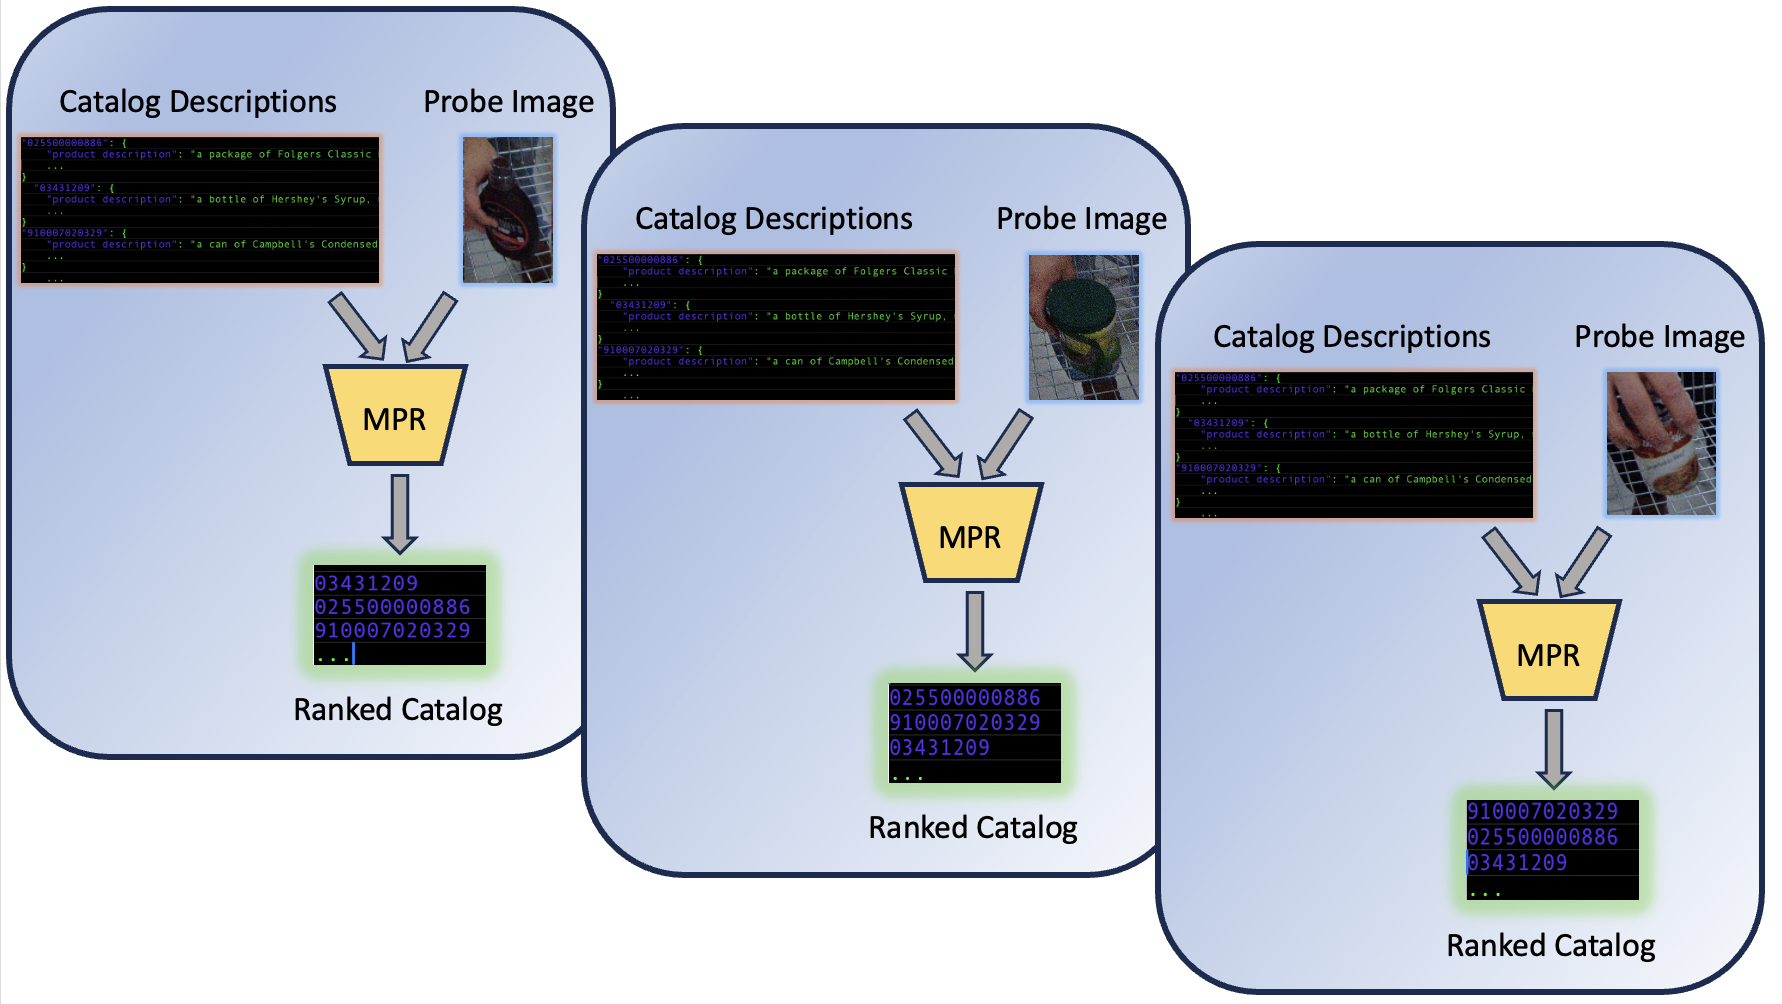 Catalog Descriptions
Probe Image
"025500000886": {
"product description": "a package of Folgers Classic
...
}
"03431209": {
"product description": "a bottle of Hershey's Syrup,
...
}
"910007020329": {
"product description": "a can of Campbell's Condensed
...
}
...
MPR
03431209
025500000886
910007020329
...
Ranked Catalog
Catalog Descriptions
Probe Image
"025500000886": {
"product description": "a package of Folgers Classic
...
}
"03431209": {
"product description": "a bottle of Hershey's Syrup,
...
}
"910007020329": {
"product description": "a can of Campbell's Condensed
...
}
...
MPR
025500000886
910007020329
03431209
...
Ranked Catalog
Catalog Descriptions
Probe Image
"025500000886": {
"product description": "a package of Folgers Classic
...
}
"03431209": {
"product description": "a bottle of Hershey's Syrup,
...
}
"910007020329": {
"product description": "a can of Campbell's Condensed
...
}
...
MPR
910007020329
025500000886
03431209
...
Ranked Catalog